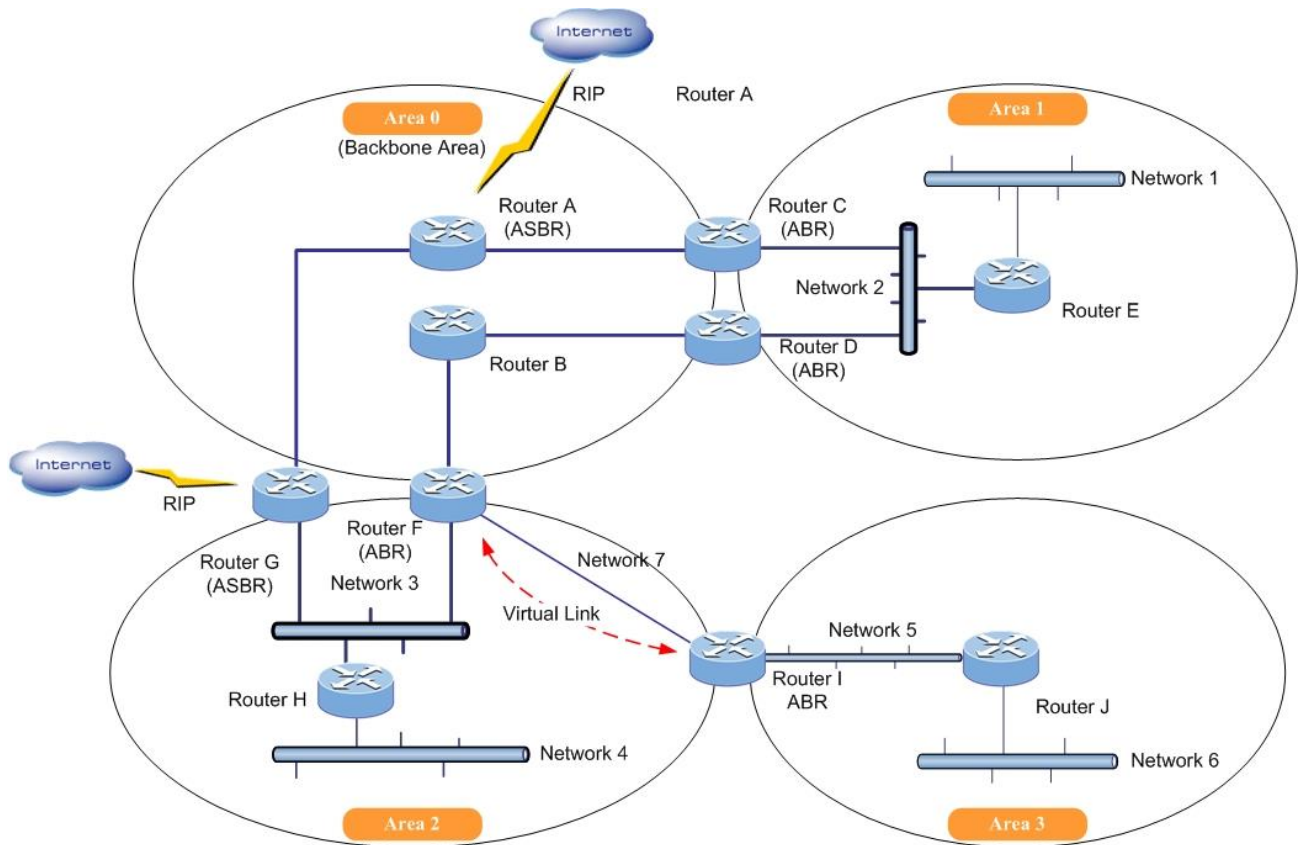 Internet
RIP
Router A
Area 0
(Backbone Area)
Area 1
Network 1
Router A
(ASBR)
Router C
(ABR)
Network 2
Router E
Router B
Router D
(ABR)
Internet
RIP
Router G
(ASBR)
Router F
(ABR)
Network 3
Network 7
Virtual Link
Network 5
Router I
ABR
Router H
Router J
Network 4
Network 6
Area 2
Area 3